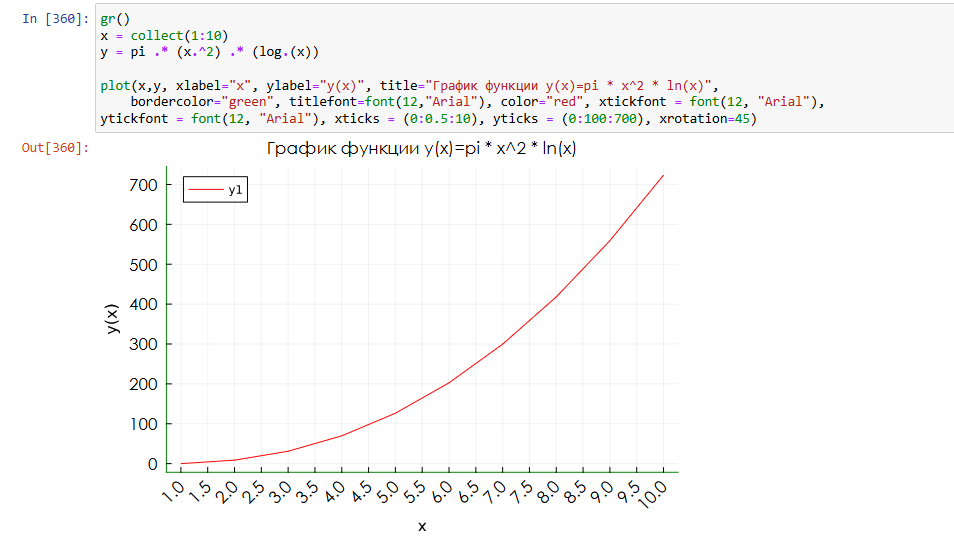 In [360]: gr()
x = collect(1:10)
y = pi .* (x.^2) .* (log.(x))
plot(x,y, xlabel="x", ylabel="y(x)", title="График функции y(x)=pi * x^2 * ln(x)",
bordercolor="green", titlefont=font(12,"Arial"), color="red", xtickfont = font(12, "Arial"),
ytickfont = font(12, "Arial"), xticks = (0:0.5:10), yticks = (0:100:700), xrotation=45)
Out[360]:
График функции y(x)=pi * x^2 * ln(x)
y1
700
600
500
400
300
200
100
0
y(x)
1.0 1.5 2.0 2.5 3.0 3.5 4.0 4.5 5.0 5.5 6.0 6.5 7.0 7.5 8.0 8.5 9.0 9.5 10.0
x